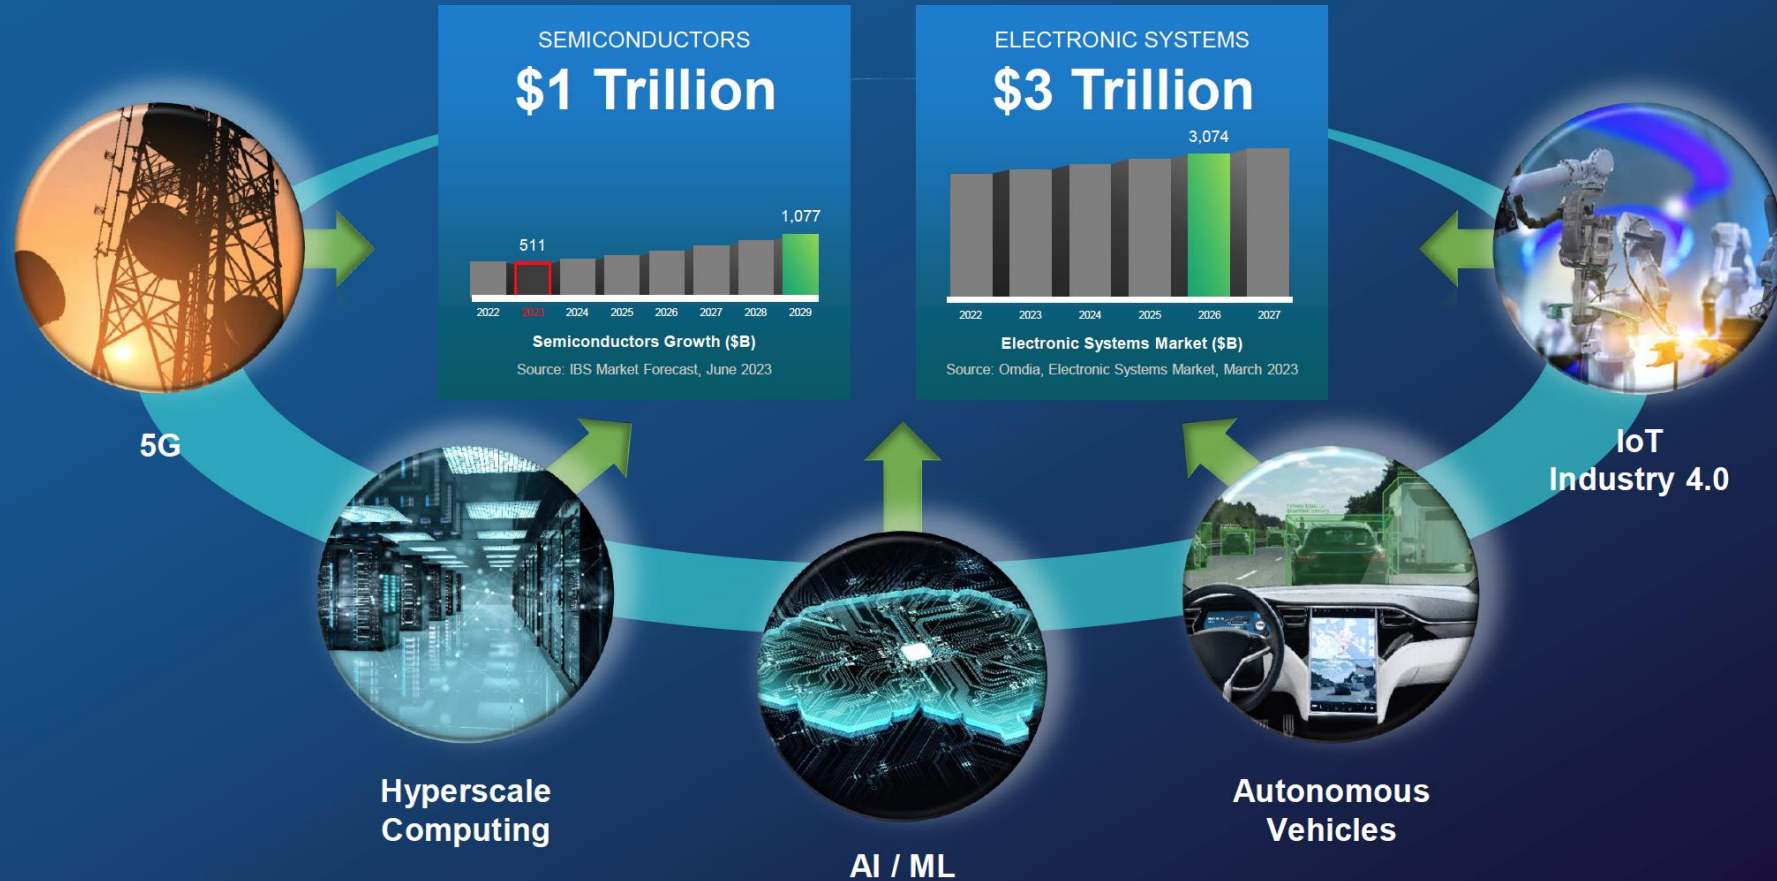 SEMICONDUCTORS
$1 Trillion
511
1,077
2022 2023 2024 2025 2026 2027 2028 2029
Semiconductors Growth ($B)
Source: IBS Market Forecast, June 2023
ELECTRONIC SYSTEMS
$3 Trillion
3,074
2022 2023 2024 2025 2026 2027
Electronic Systems Market ($B)
Source: Omdia, Electronic Systems Market, March 2023
5G
Hyperscale
Computing
AI / ML
Autonomous
Vehicles
IoT
Industry 4.0